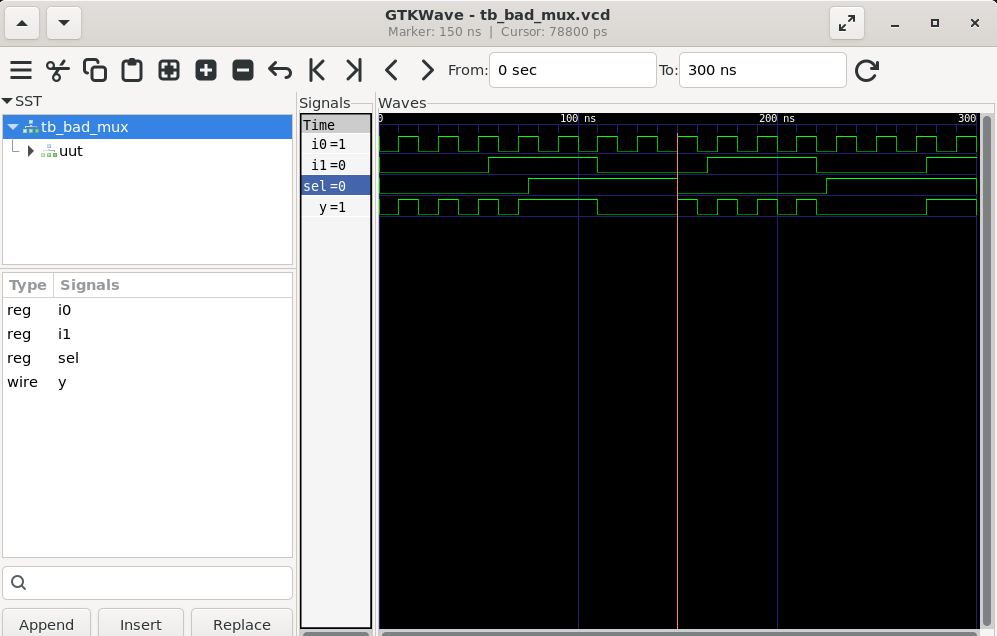 GTKWave - tb_bad_mux.vcd
Marker: 150 ns | Cursor: 78800 ps
From: 0 sec To: 300 ns
SST
tb_bad_mux
uut
Type Signals
reg i0
reg i1
reg sel
wire y
Append Insert Replace
Signals
Time
i0=1
i1=0
sel=0
y=1
Waves
0 100 ns 200 ns 300